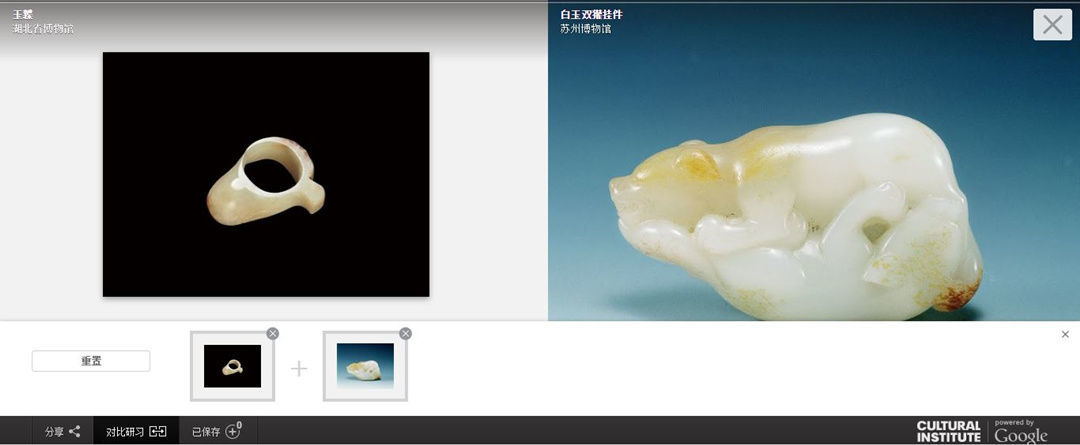 玉韘
湖北省博物馆
白玉双獾挂件
苏州博物馆
重置
分享
对比研习
已保存
0
CULTURAL
INSTITUTE
powered by
Google